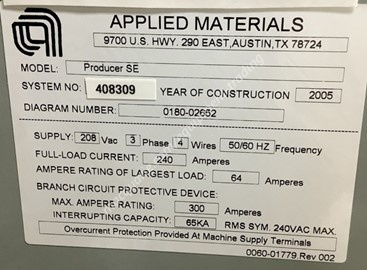 APPLIED MATERIALS
9700 U.S. HWY. 290 EAST,AUSTIN,TX 78724
MODEL: Producer SE
SYSTEM NO: 408309 YEAR OF CONSTRUCTION 2005
DIAGRAM NUMBER: 0180-02652
SUPPLY: 208 Vac 3 Phase 4 Wires 50/60 HZ Frequency
FULL-LOAD CURRENT: 240 Amperes
AMPERE RATING OF LARGEST LOAD: 64 Amperes
BRANCH CIRCUIT PROTECTIVE DEVICE:
MAX. AMPERE RATING: 300 Amperes
INTERRUPTING CAPACITY: 65KA RMS SYM. 240VAC MAX.
Overcurrent Protection Provided At Machine Supply Terminals
0060-01779.Rev 002